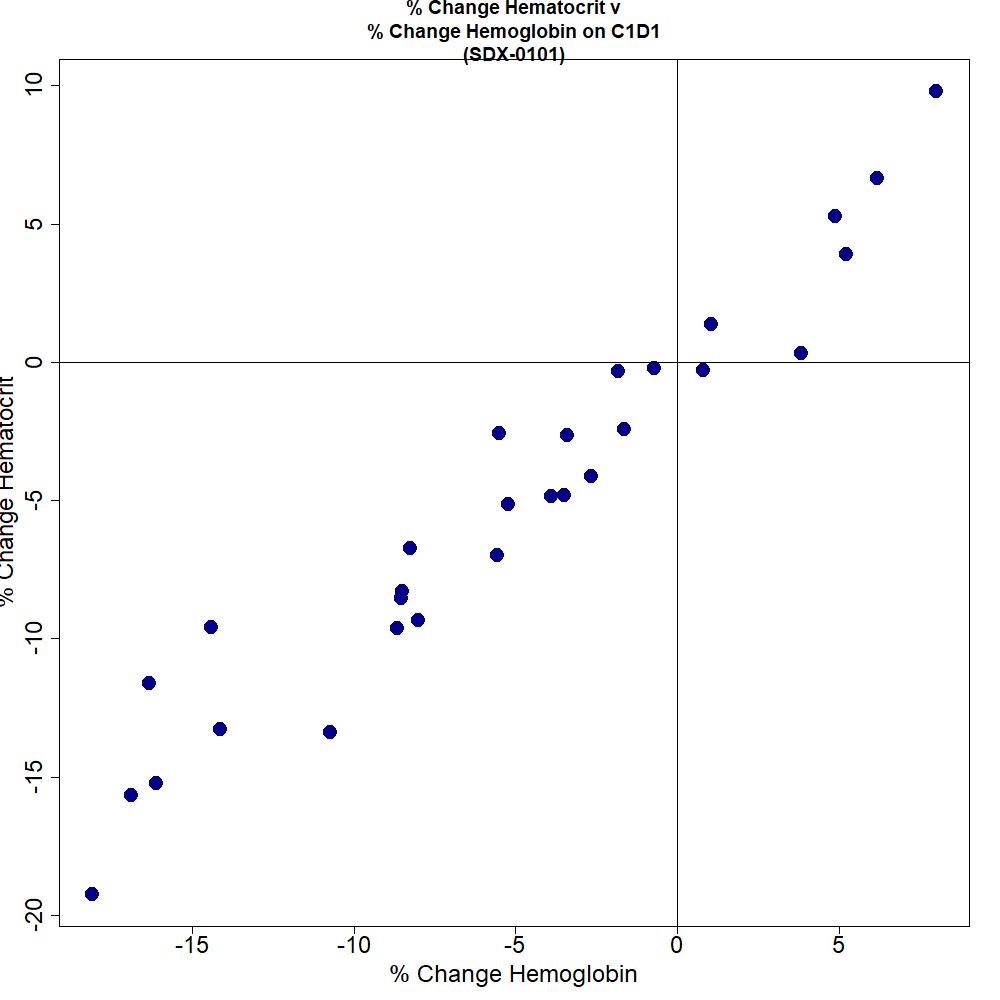 % Change Hematocrit v
% Change Hemoglobin on C1D1
(SDX-0101)
10
5
0
-5
-10
-15
-20
% Change Hematocrit
-15
-10
-5
0
5
% Change Hemoglobin